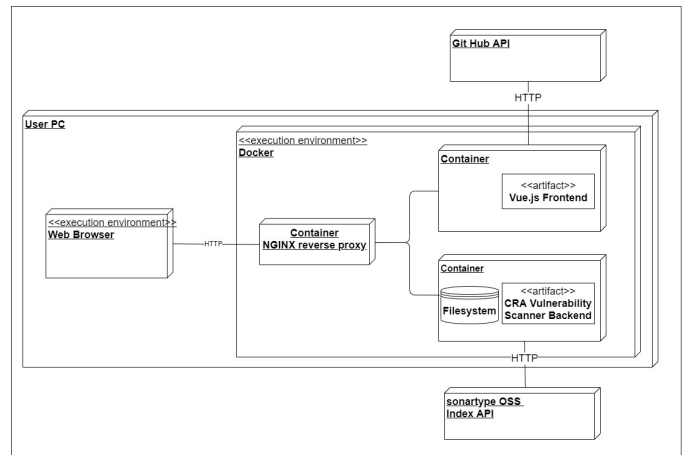 Git Hub API
HTTP
User PC
<<execution environment>>
Docker
Container
<<artifact>>
Vue.js Frontend
<<execution environment>>
Web Browser
HTTP
Container
NGINX reverse proxy
Container
Filesystem
<<artifact>>
CRA Vulnerability
Scanner Backend
HTTP
sonartype OSS
Index API